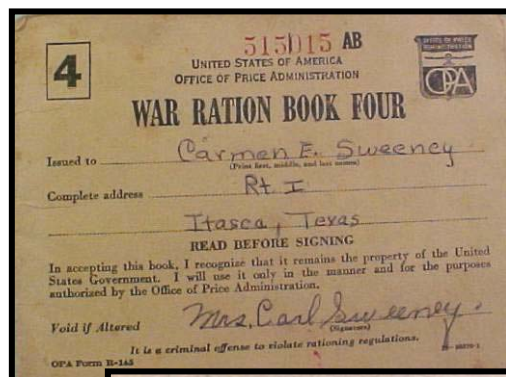 515015 AB
4
UNITED STATES OF AMERICA
OFFICE OF PRICE ADMINISTRATION
OPA
WAR RATION BOOK FOUR
Issued to Carmen E. Sweeney
(Print first, middle, and last names)
Complete address Rt I
Itasca, Texas
READ BEFORE SIGNING
In accepting this book, I recognize that it remains the property of the United
States Government. I will use it only in the manner and for the purposes
authorized by the Office of Price Administration.
Void if Altered Mrs. Carl Sweeney.
(Signature)
It is a criminal offense to violate rationing regulations.
OPA Form R-145